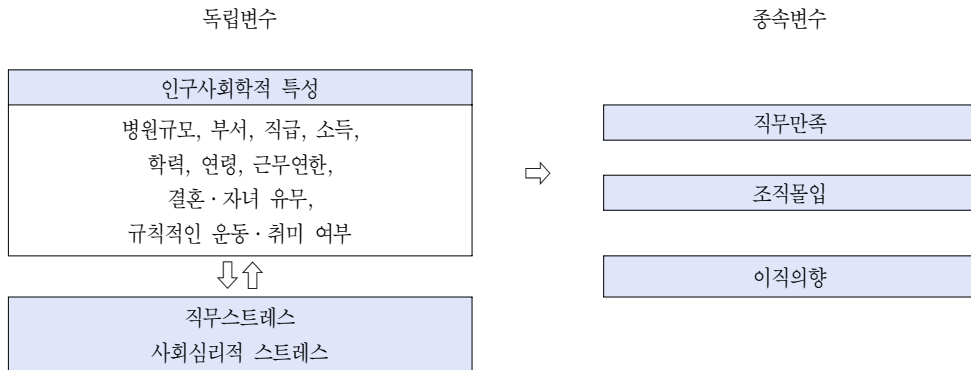 독립변수
종속변수
인구사회학적 특성
병원규모, 부서, 직급, 소득,
학력, 연령, 근무연한,
결혼·자녀 유무,
규칙적인 운동·취미 여부
직무스트레스
사회심리적 스트레스
직무만족
조직몰입
이직의향